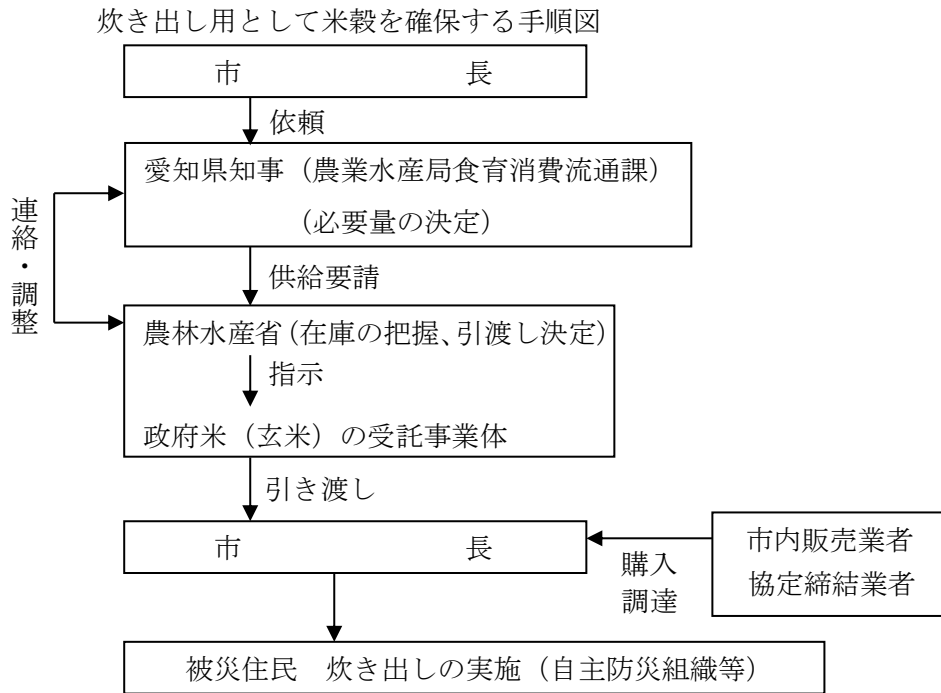 炊き出し用として米穀を確保する手順図
市　　　　　　　長
依頼
愛知県知事（農業水産局食育消費流通課）
（必要量の決定）
連絡・調整
供給要請
農林水産省（在庫の把握、引渡し決定）
指示
政府米（玄米）の受託事業体
引き渡し
市　　　　　　　長
購入
調達
市内販売業者
協定締結業者
被災住民　炊き出しの実施（自主防災組織等）